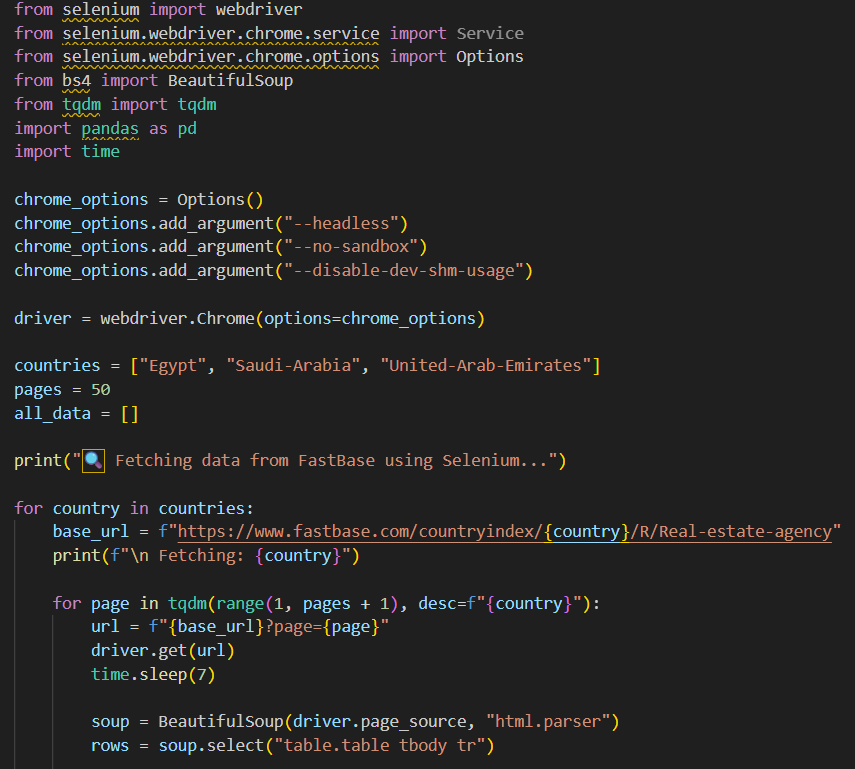 from selenium import webdriver
from selenium.webdriver.chrome.service import Service
from selenium.webdriver.chrome.options import Options
from bs4 import BeautifulSoup
from tqdm import tqdm
import pandas as pd
import time

chrome_options = Options()
chrome_options.add_argument("--headless")
chrome_options.add_argument("--no-sandbox")
chrome_options.add_argument("--disable-dev-shm-usage")

driver = webdriver.Chrome(options=chrome_options)

countries = ["Egypt", "Saudi-Arabia", "United-Arab-Emirates"]
pages = 50
all_data = []

print("🔍 Fetching data from FastBase using Selenium...")

for country in countries:
    base_url = f"https://www.fastbase.com/countryindex/{country}/R/Real-estate-agency"
    print(f"\n Fetching: {country}")

    for page in tqdm(range(1, pages + 1), desc=f"{country}"):
        url = f"{base_url}?page={page}"
        driver.get(url)
        time.sleep(7)

        soup = BeautifulSoup(driver.page_source, "html.parser")
        rows = soup.select("table.table tbody tr")